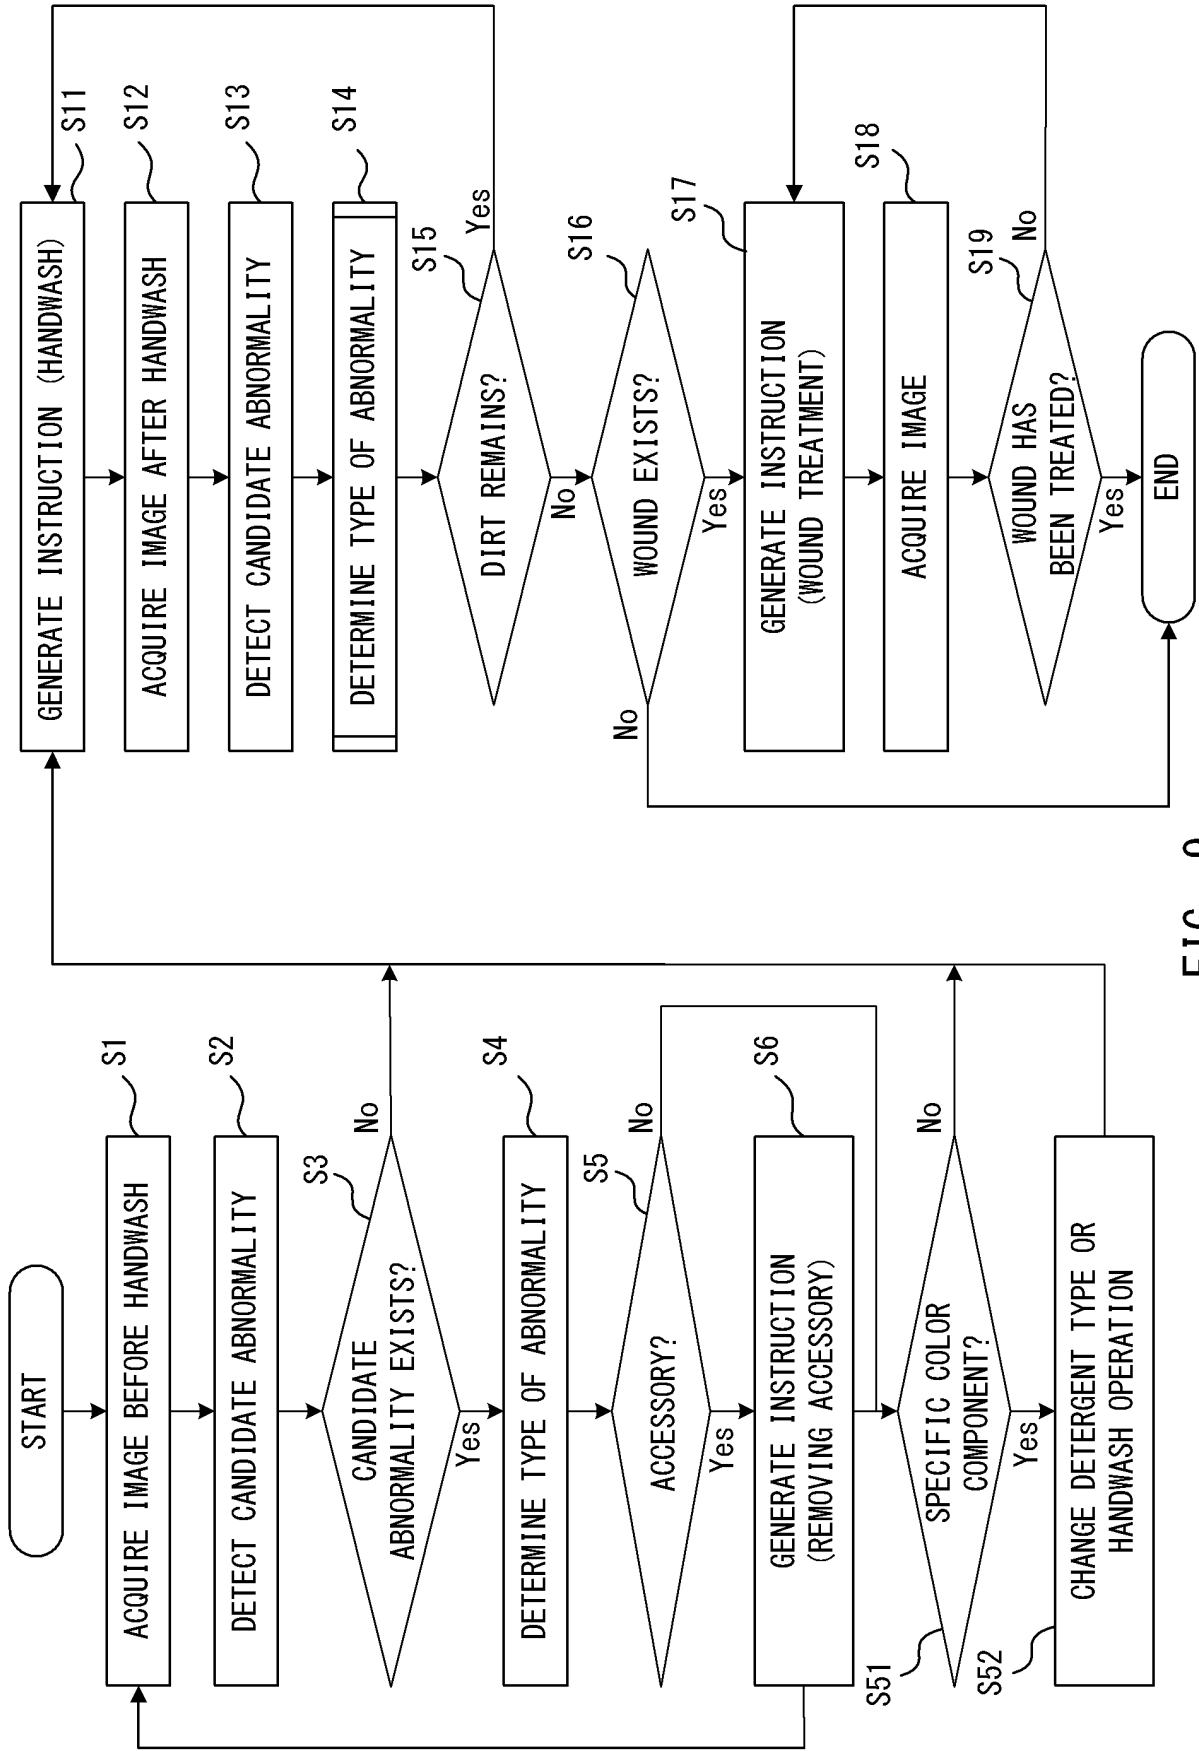 START
ACQUIRE IMAGE BEFORE HANDWASH
S1
DETECT CANDIDATE ABNORMALITY
S2
CANDIDATE
ABNORMALITY EXISTS?
S3
No
Yes
DETERMINE TYPE OF ABNORMALITY
S4
ACCESSORY?
S5
No
Yes
GENERATE INSTRUCTION
(REMOVING ACCESSORY)
S6
SPECIFIC COLOR
COMPONENT?
S51
No
Yes
CHANGE DETERGENT TYPE OR
HANDWASH OPERATION
S52
GENERATE INSTRUCTION (HANDWASH)
S11
ACQUIRE IMAGE AFTER HANDWASH
S12
DETECT CANDIDATE ABNORMALITY
S13
DETERMINE TYPE OF ABNORMALITY
S14
DIRT REMAINS?
S15
Yes
No
WOUND EXISTS?
S16
No
Yes
GENERATE INSTRUCTION
(WOUND TREATMENT)
S17
ACQUIRE IMAGE
S18
WOUND HAS
BEEN TREATED?
S19
No
Yes
END